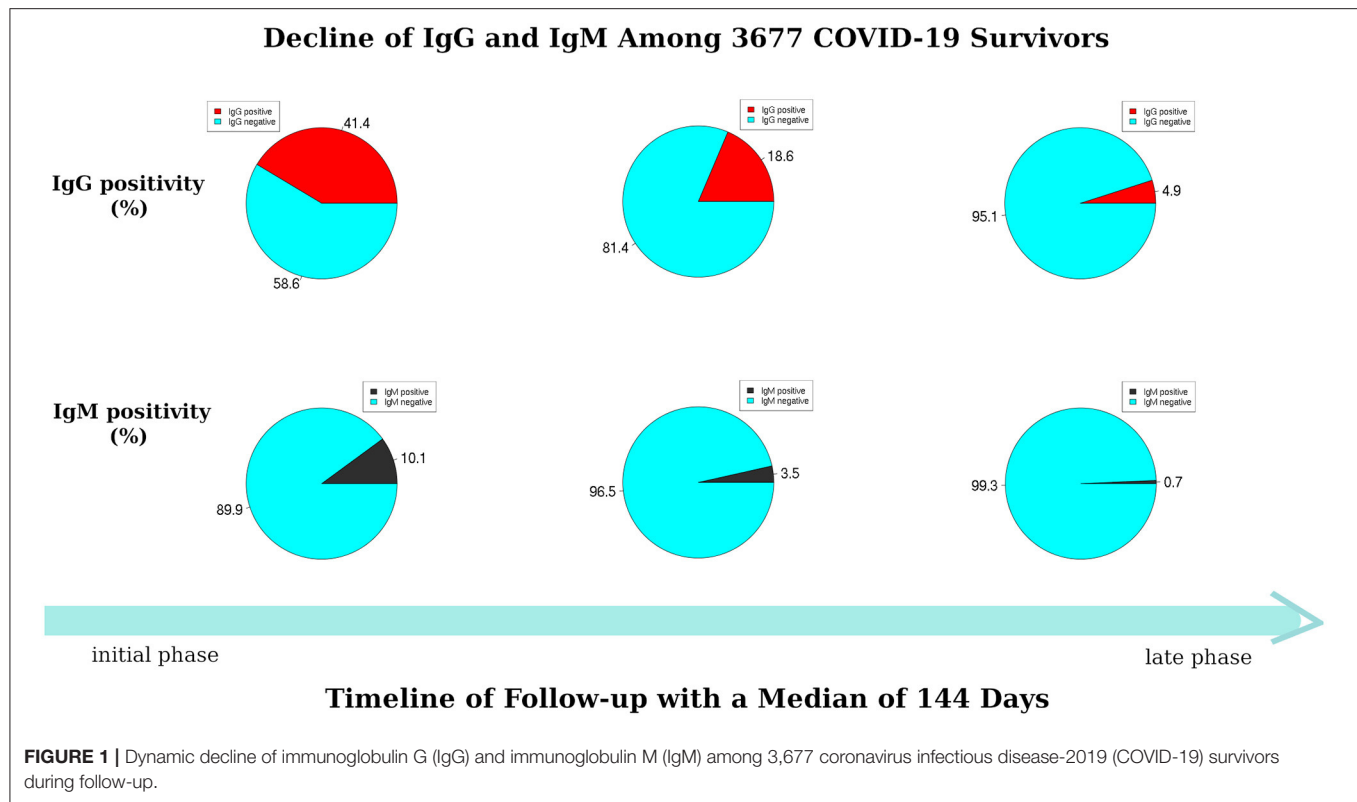 Decline of IgG and IgM Among 3677 COVID-19 Survivors
IgG positivity
(%)
IgG positive
IgG negative
41.4
58.6
IgG positive
IgG negative
18.6
81.4
IgG positive
IgG negative
4.9
95.1
IgM positivity
(%)
IgM positive
IgM negative
10.1
89.9
IgM positive
IgM negative
3.5
96.5
IgM positive
IgM negative
0.7
99.3
initial phase
late phase
Timeline of Follow-up with a Median of 144 Days
FIGURE 1 | Dynamic decline of immunoglobulin G (IgG) and immunoglobulin M (IgM) among 3,677 coronavirus infectious disease-2019 (COVID-19) survivors
during follow-up.